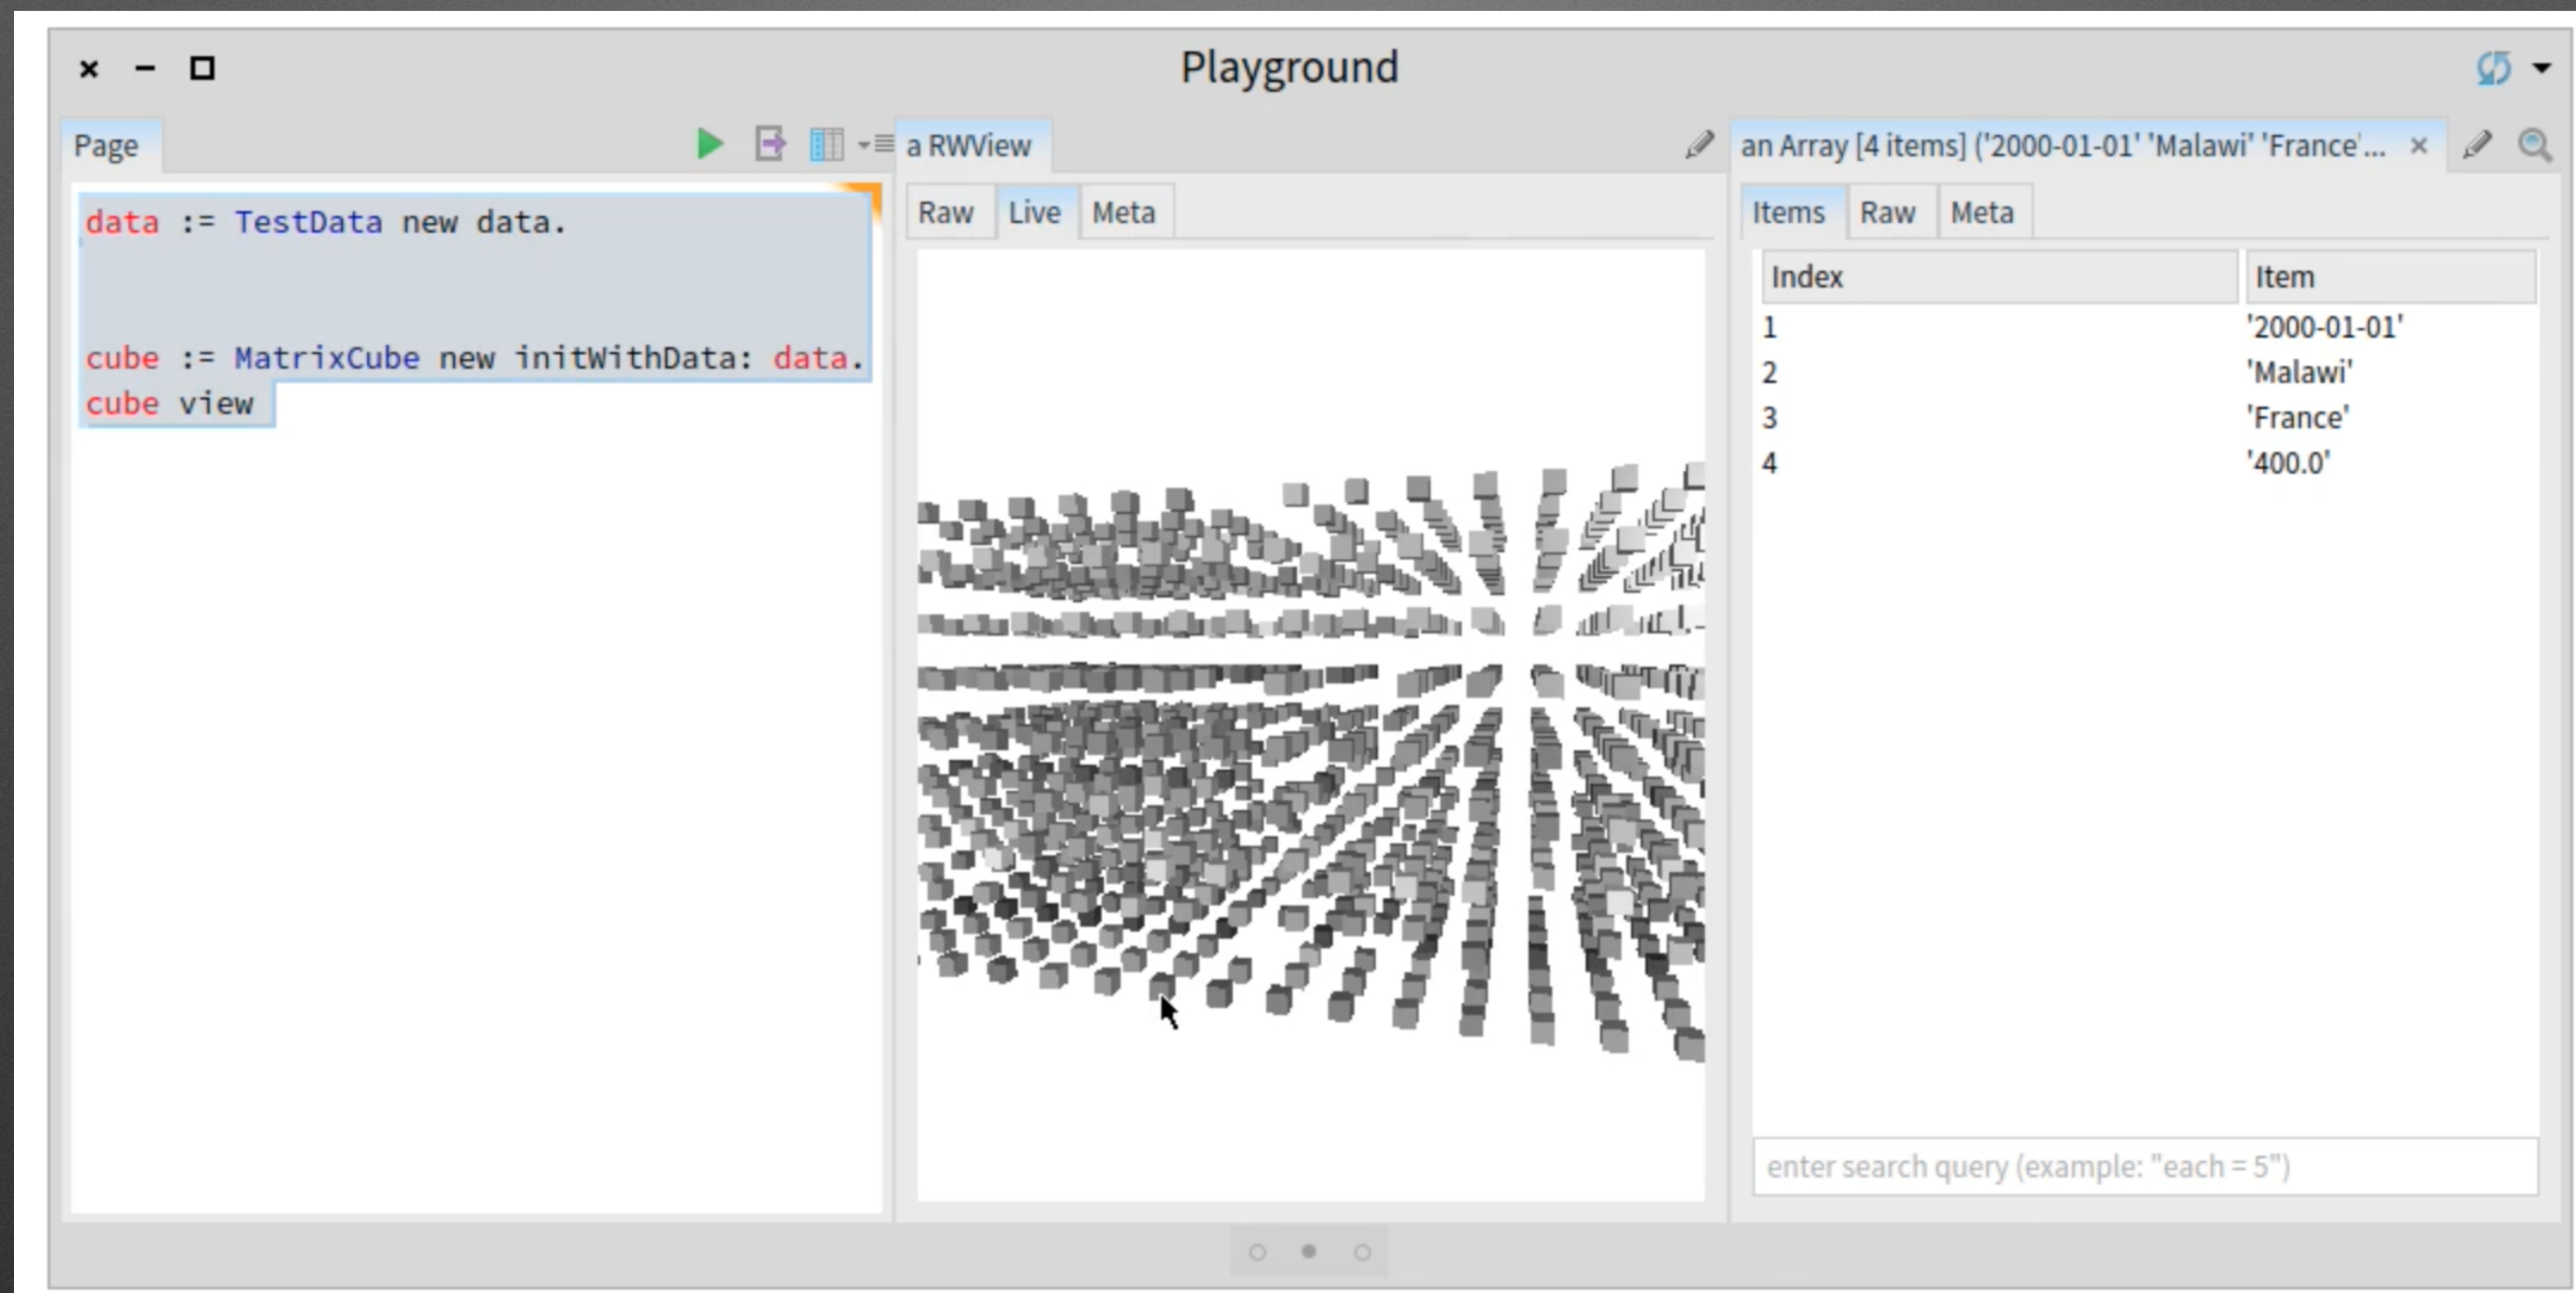 Playground
Page
data := TestData new data.
cube := MatrixCube new initWithData: data.
cube view
a RWView
Raw Live Meta
an Array [4 items] ('2000-01-01' 'Malawi' 'France'...
Items Raw Meta
Index Item
1 '2000-01-01'
2 'Malawi'
3 'France'
4 '400.0'
enter search query (example: "each = 5")